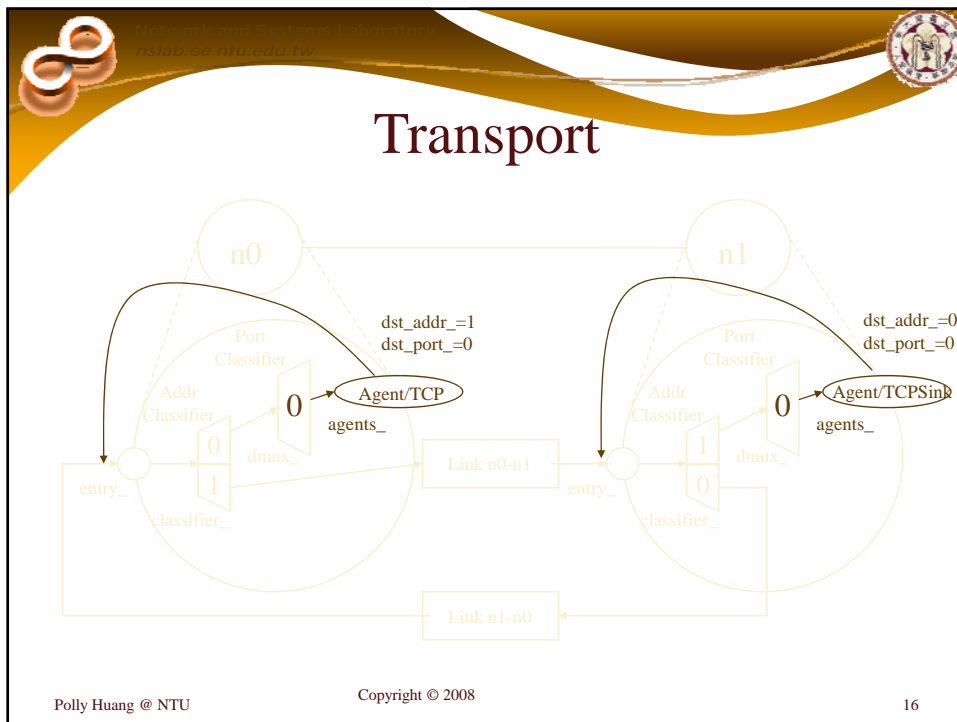 Network and Systems Laboratory
nslab.ee.ntu.edu.tw
Transport
n0
n1
dst_addr_=1
dst_port_=0
dst_addr_=0
dst_port_=0
Port
Classifier
Port
Classifier
Addr
Classifier
Addr
Classifier
0
Agent/TCP
0
Agent/TCPSink
agents_
agents_
0
1
dmux_
1
0
dmux_
Link n0-n1
entry_
entry_
classifier_
classifier_
Link n1-n0
Polly Huang @ NTU
Copyright © 2008
16